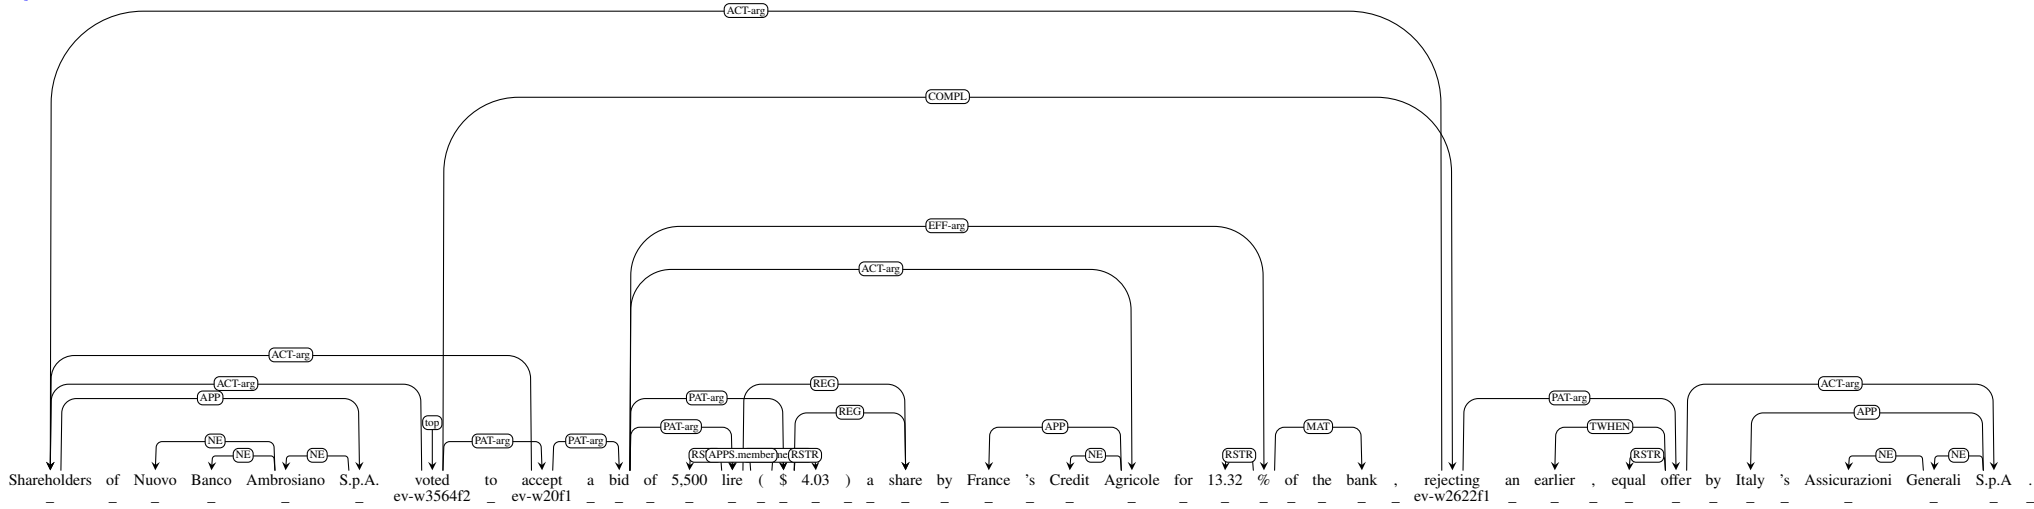 ACT-arg
COMPL
EFF-arg
ACT-arg
ACT-arg
ACT-arg REG ACT-arg
APP PAT-arg PAT-arg
REG APP
top PAT-arg APP TWHEN
NE PAT-arg PAT-arg MAT
NE NE APPS.member RSTR NE RSTR RSTR NE NE
Shareholders of Nuovo Banco Ambrosiano S.p.A. voted to accept a bid of 5,500 lire ( $ 4.03 ) a share by France 's Credit Agricole for 13.32 % of the bank , rejecting an earlier , equal offer by Italy 's Assicurazioni Generali S.p.A .
_ _ _ _ _ _ ev-w3564f2 _ ev-w20f1 _ _ _ _ _ _ _ _ _ _ _ _ _ _ _ _ _ _ _ _ _ _ _ ev-w2622f1 _ _ _ _ _ _ _ _ _ _ _ _